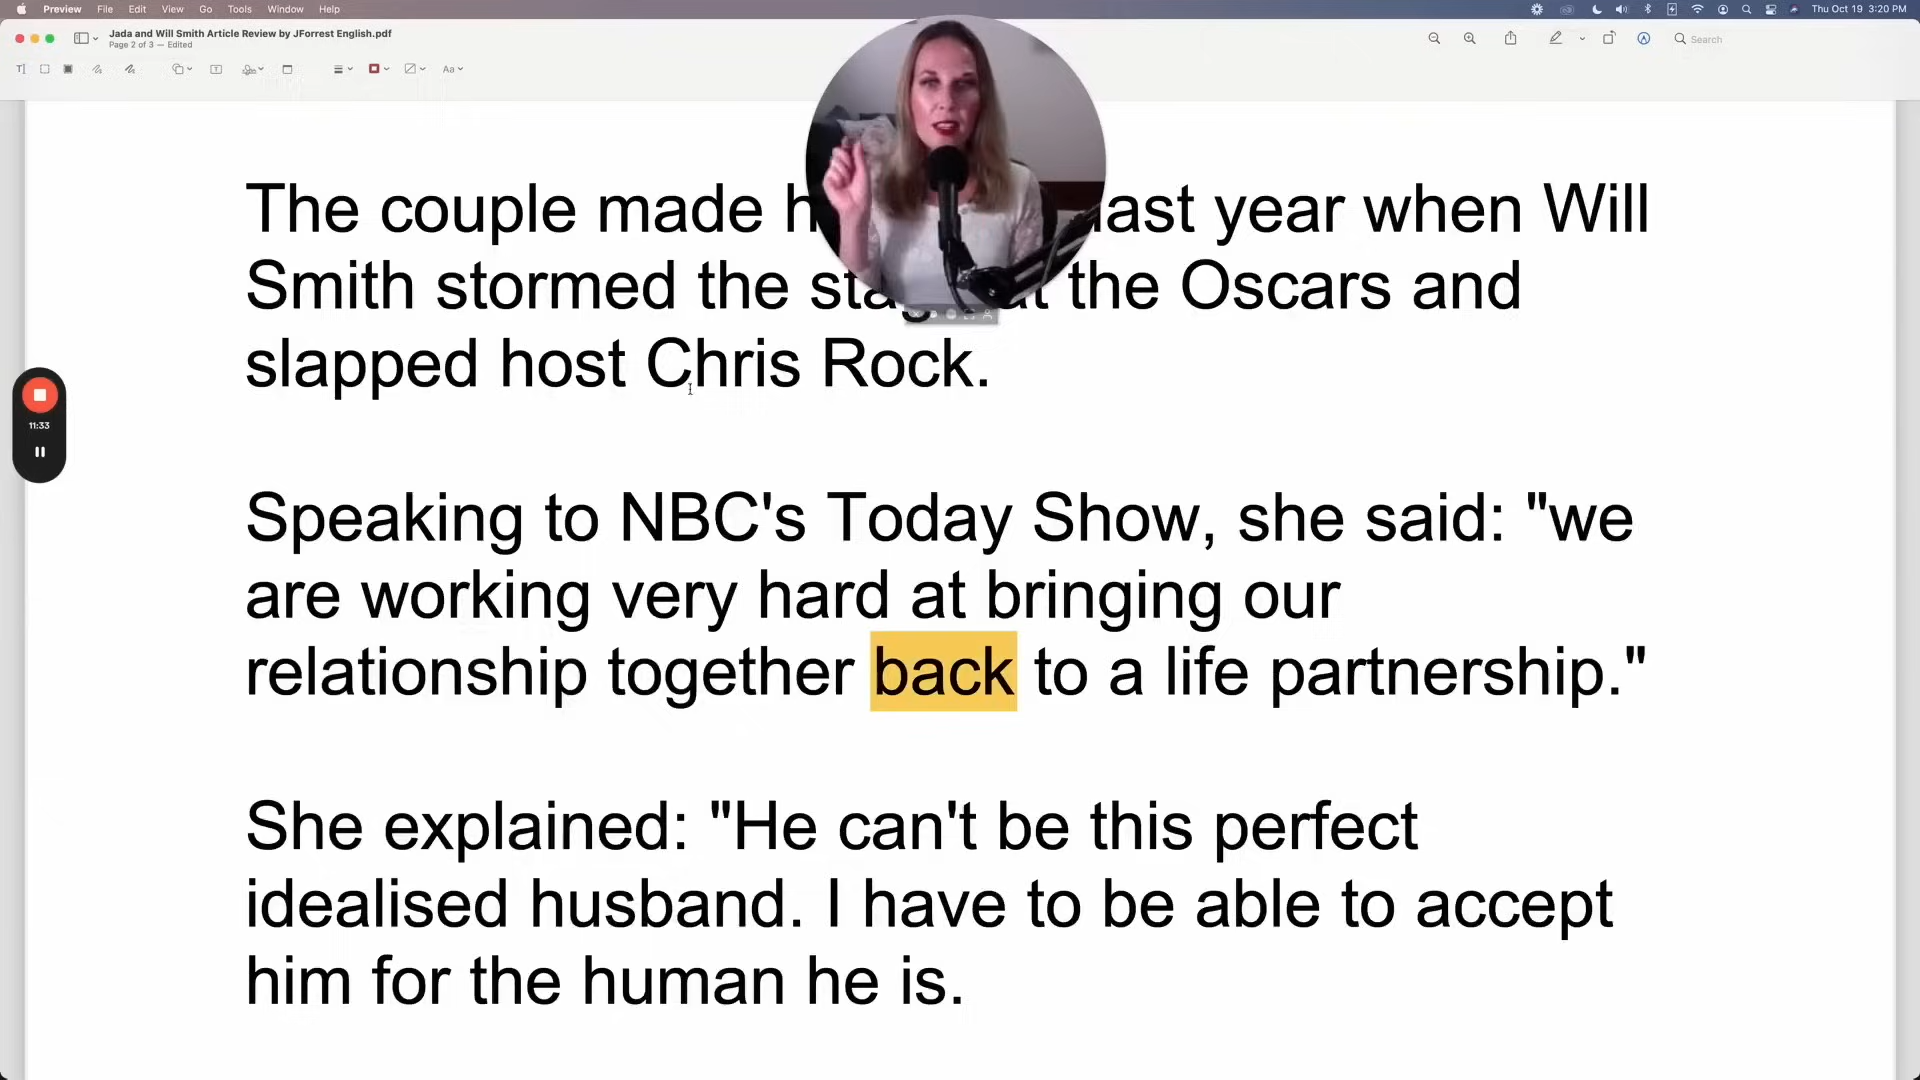 Preview File Edit View Go Tools Window Help Thu Oct 19 3:20 PM
Jada and Will Smith Article Review by JForrest English.pdf
Page 2 of 3 — Edited
Search
Aa
The couple made h last year when Will
Smith stormed the stag at the Oscars and
slapped host Chris Rock.
11:33
Speaking to NBC's Today Show, she said: "we
are working very hard at bringing our
relationship together back to a life partnership."
She explained: "He can't be this perfect
idealised husband. I have to be able to accept
him for the human he is.